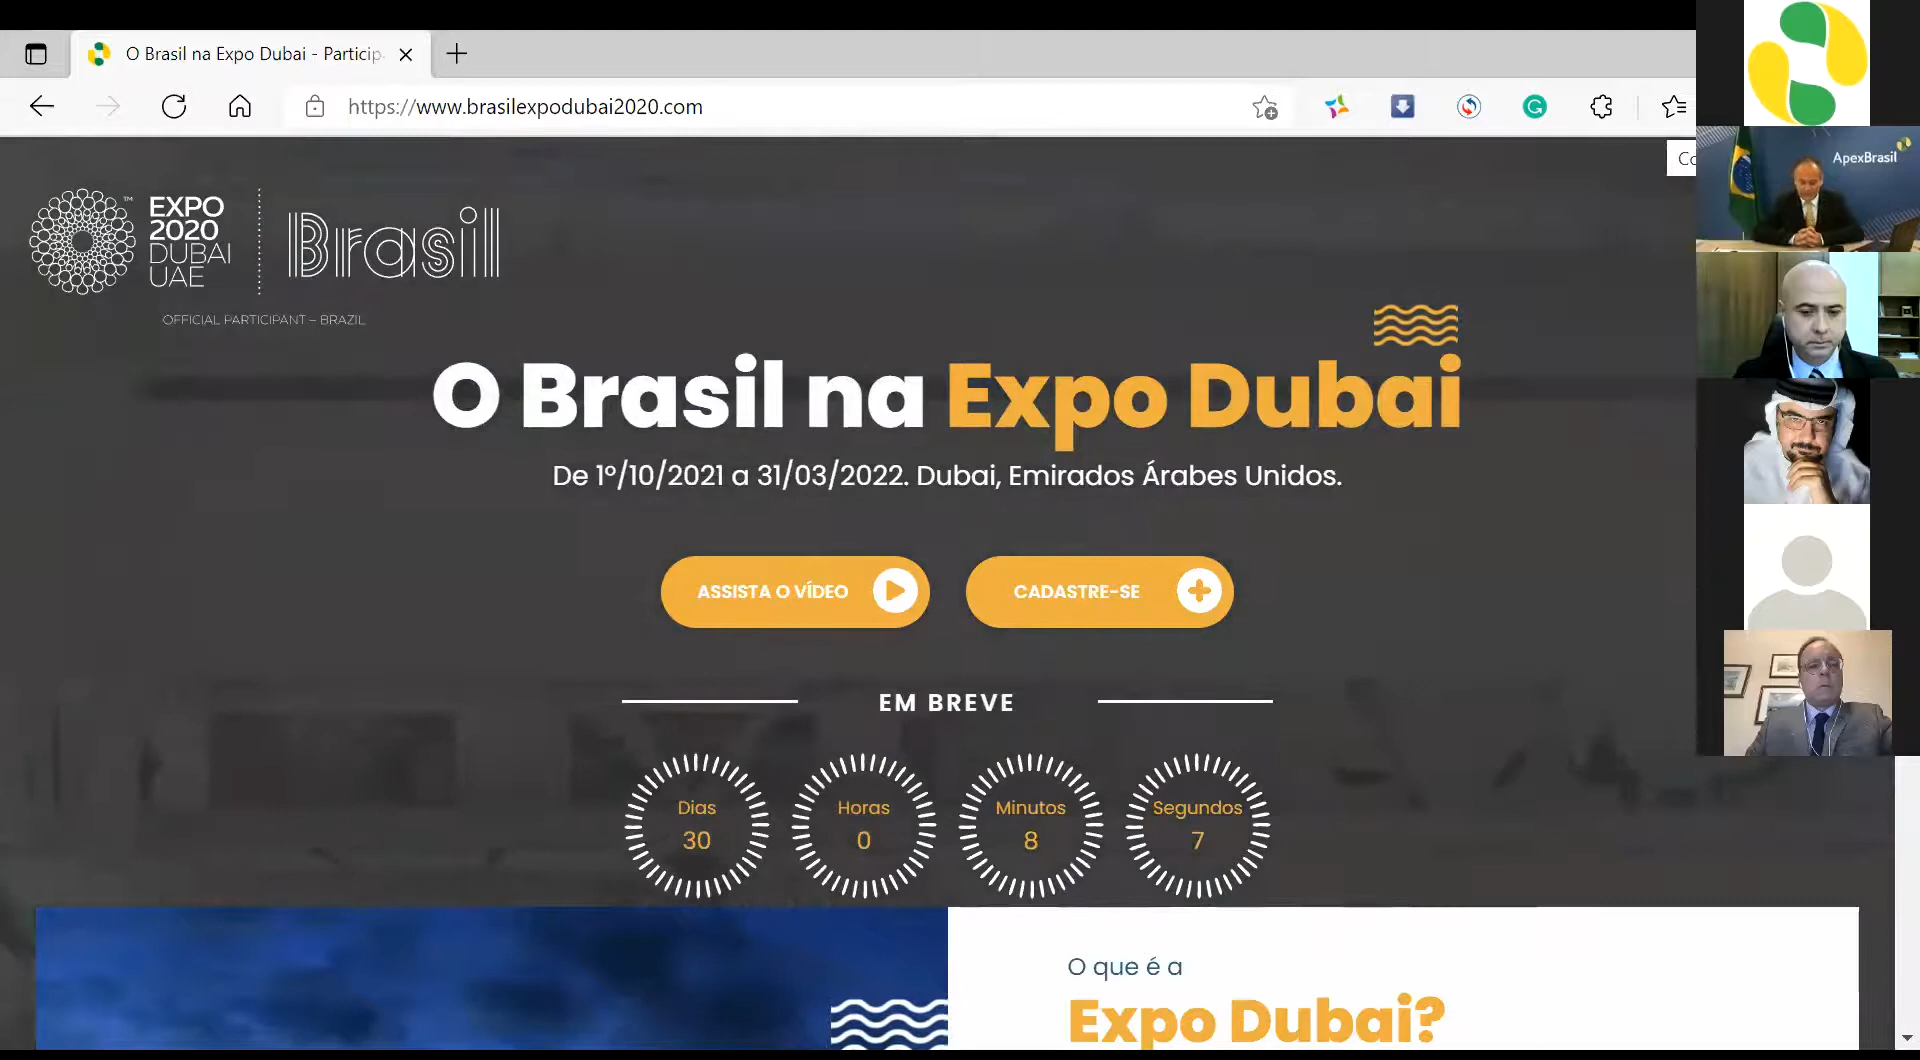 O Brasil na Expo Dubai - Particip
https://www.brasilexpodubai2020.com
Co
ApexBrasil
EXPO
2020
DUBAI
UAE
™
Brasil
OFFICIAL PARTICIPANT – BRAZIL
O Brasil na Expo Dubai
De 1º/10/2021 a 31/03/2022. Dubai, Emirados Árabes Unidos.
ASSISTA O VÍDEO
CADASTRE-SE
EM BREVE
Dias
30
Horas
0
Minutos
8
Segundos
7
O que é a
Expo Dubai?